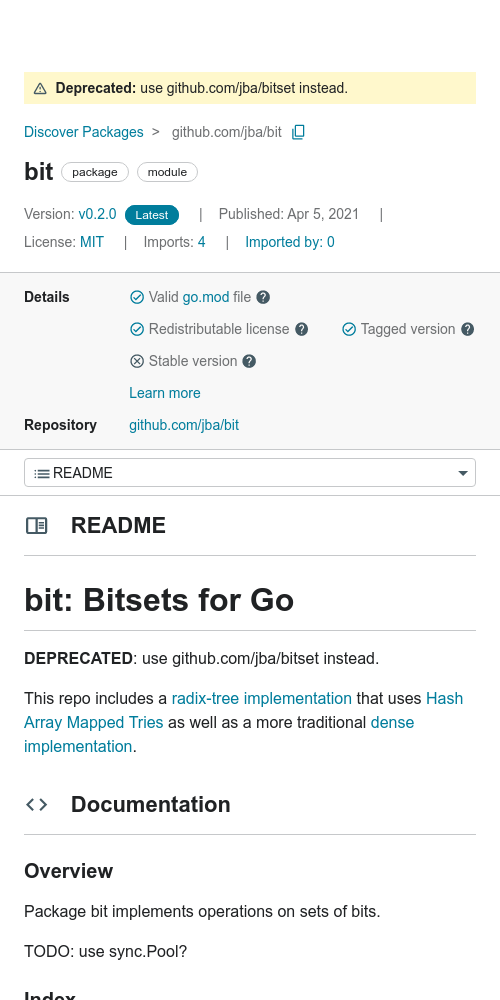 Deprecated: use github.com/jba/bitset instead.
Discover Packages > github.com/jba/bit
bit package module
Version: v0.2.0 Latest | Published: Apr 5, 2021 |
License: MIT | Imports: 4 | Imported by: 0
Details Valid go.mod file
Redistributable license Tagged version
Stable version
Learn more
Repository github.com/jba/bit
README
README
bit: Bitsets for Go
DEPRECATED: use github.com/jba/bitset instead.
This repo includes a radix-tree implementation that uses Hash
Array Mapped Tries as well as a more traditional dense
implementation.
Documentation
Overview
Package bit implements operations on sets of bits.
TODO: use sync.Pool?
Index